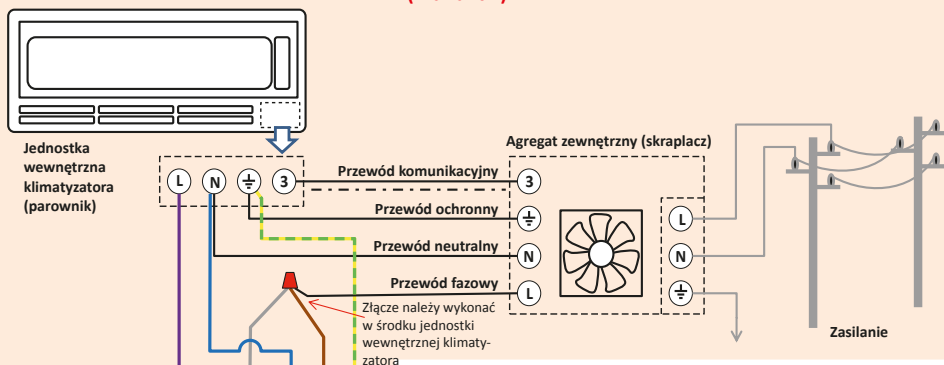 Jednostka
wewnętrzna
klimatyzatora
(parownik)
L N 3
Przewód komunikacyjny
Przewód ochronny
Przewód neutralny
Przewód fazowy
Złącze należy wykonać
w środku jednostki
wewnętrznej klimaty-
zatora
Agregat zewnętrzny (skraplacz)
3
N
L
L
N
Zasilanie